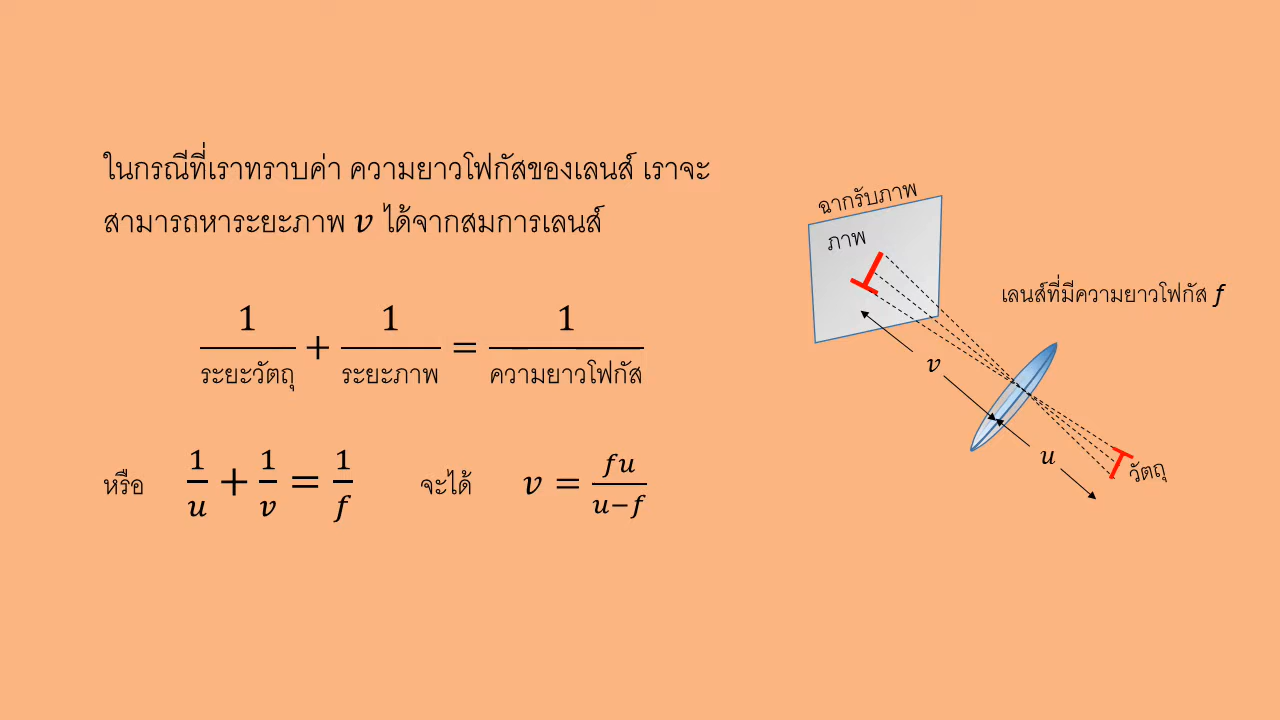 ในกรณีที่เราทราบค่า ความยาวโฟกัสของเลนส์ เราจะ
สามารถหาระยะภาพ v ได้จากสมการเลนส์
1/ระยะวัตถุ + 1/ระยะภาพ = 1/ความยาวโฟกัส
หรือ 1/u + 1/v = 1/f จะได้ v = fu/(u−f)
ฉากรับภาพ
ภาพ
เลนส์ที่มีความยาวโฟกัส f
v
u
วัตถุ